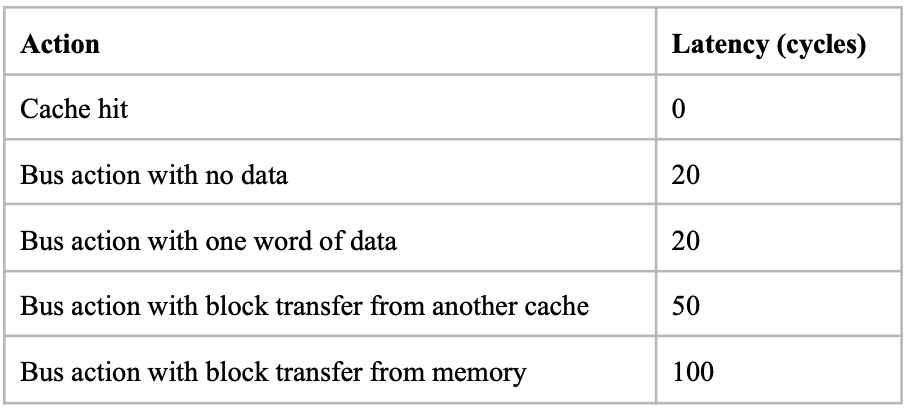 Action Latency (cycles)
Cache hit 0
Bus action with no data 20
Bus action with one word of data 20
Bus action with block transfer from another cache 50
Bus action with block transfer from memory 100